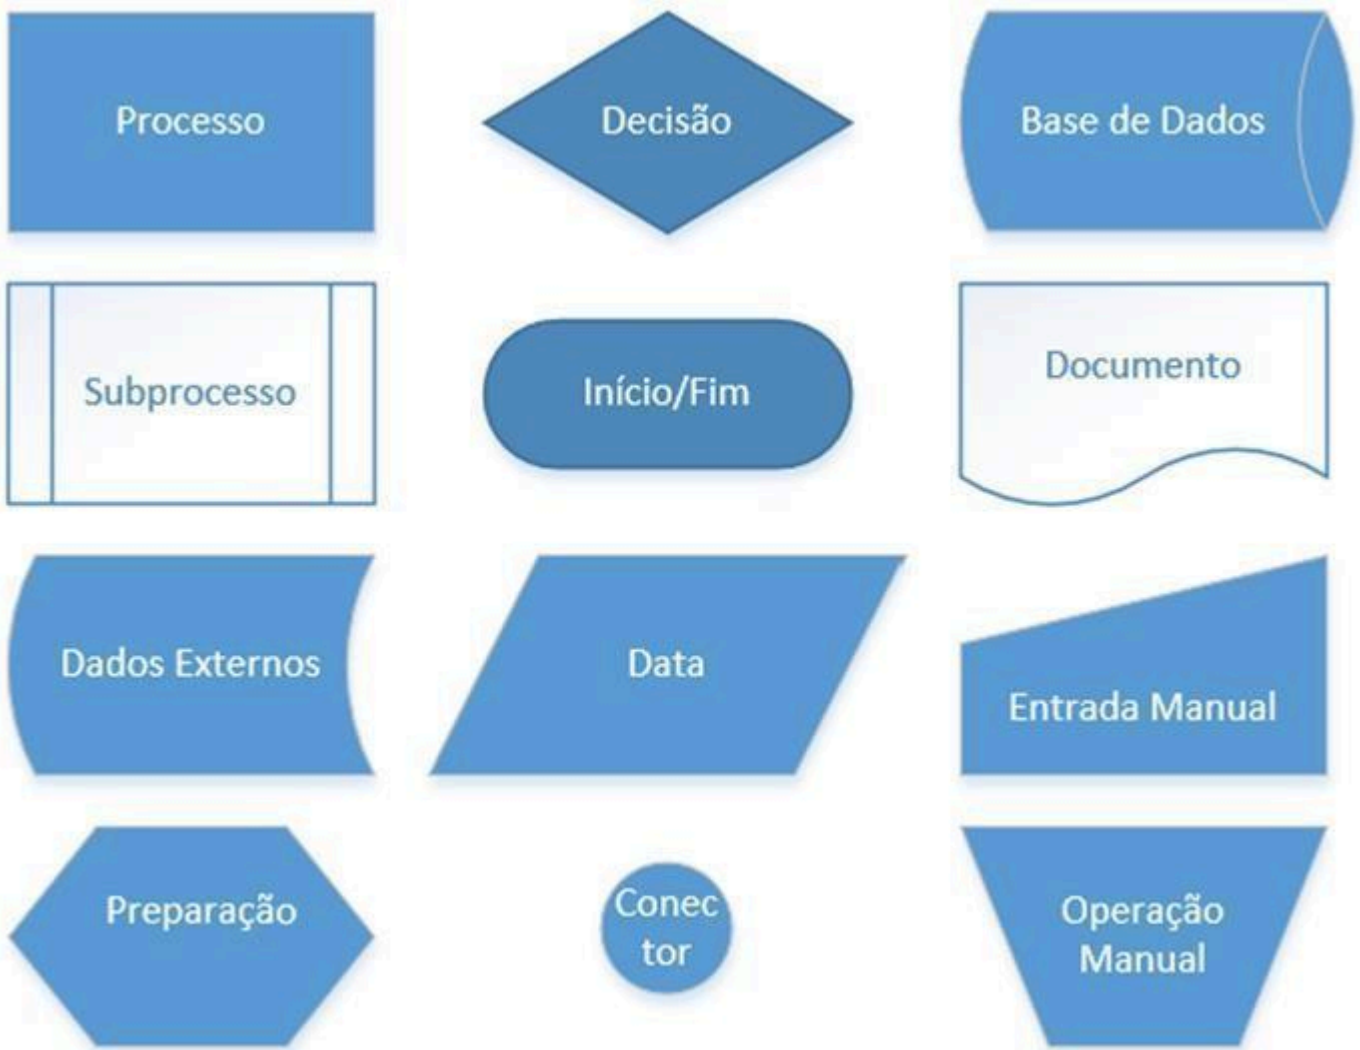 Processo
Decisão
Base de Dados
Subprocesso
Início/Fim
Documento
Dados Externos
Data
Entrada Manual
Preparação
Conec
tor
Operação
Manual